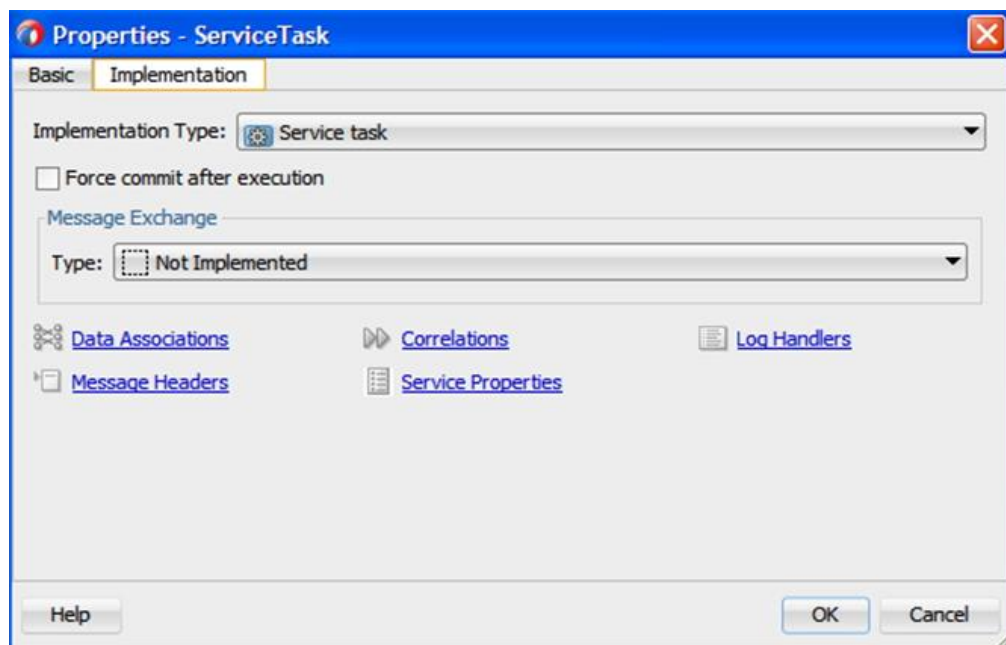 Properties - ServiceTask
Basic Implementation
Implementation Type: Service task
Force commit after execution
Message Exchange
Type: Not Implemented
Data Associations Correlations Log Handlers
Message Headers Service Properties
Help OK Cancel